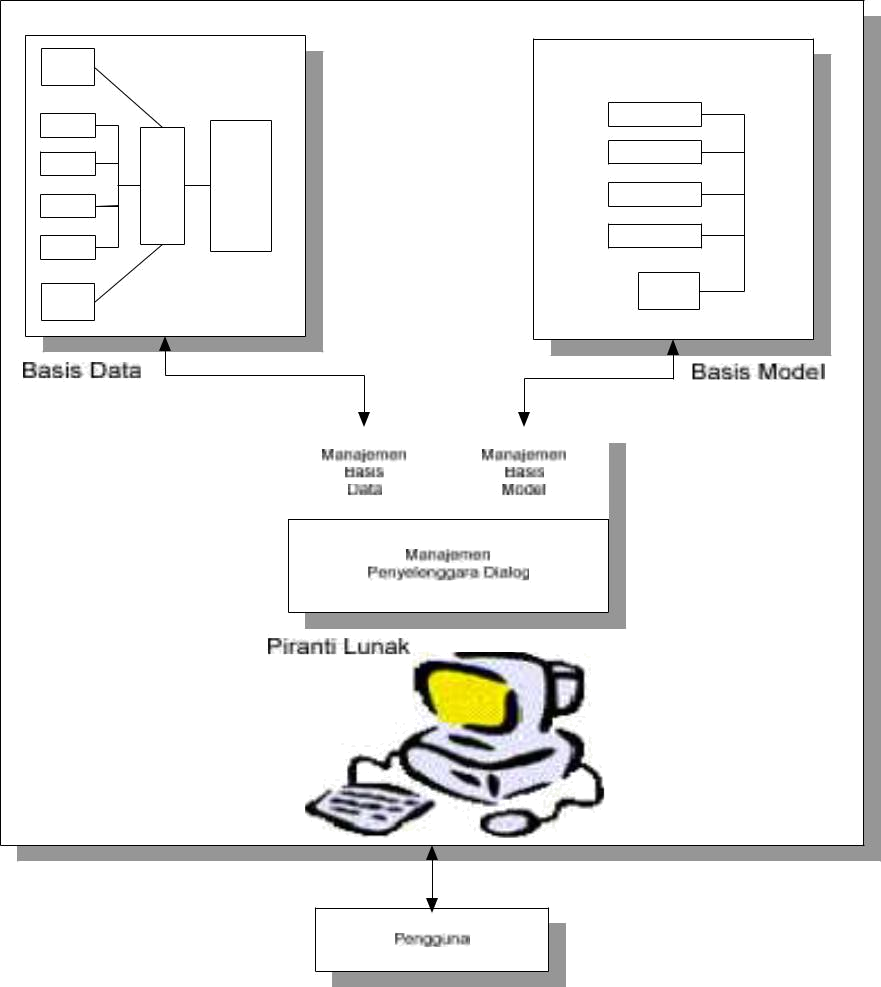 Basis Data
Basis Model
Manajemen
Basis
Data
Manajemen
Basis
Model
Manajemen
Penyelenggara Dialog
Piranti Lunak
Pengguna